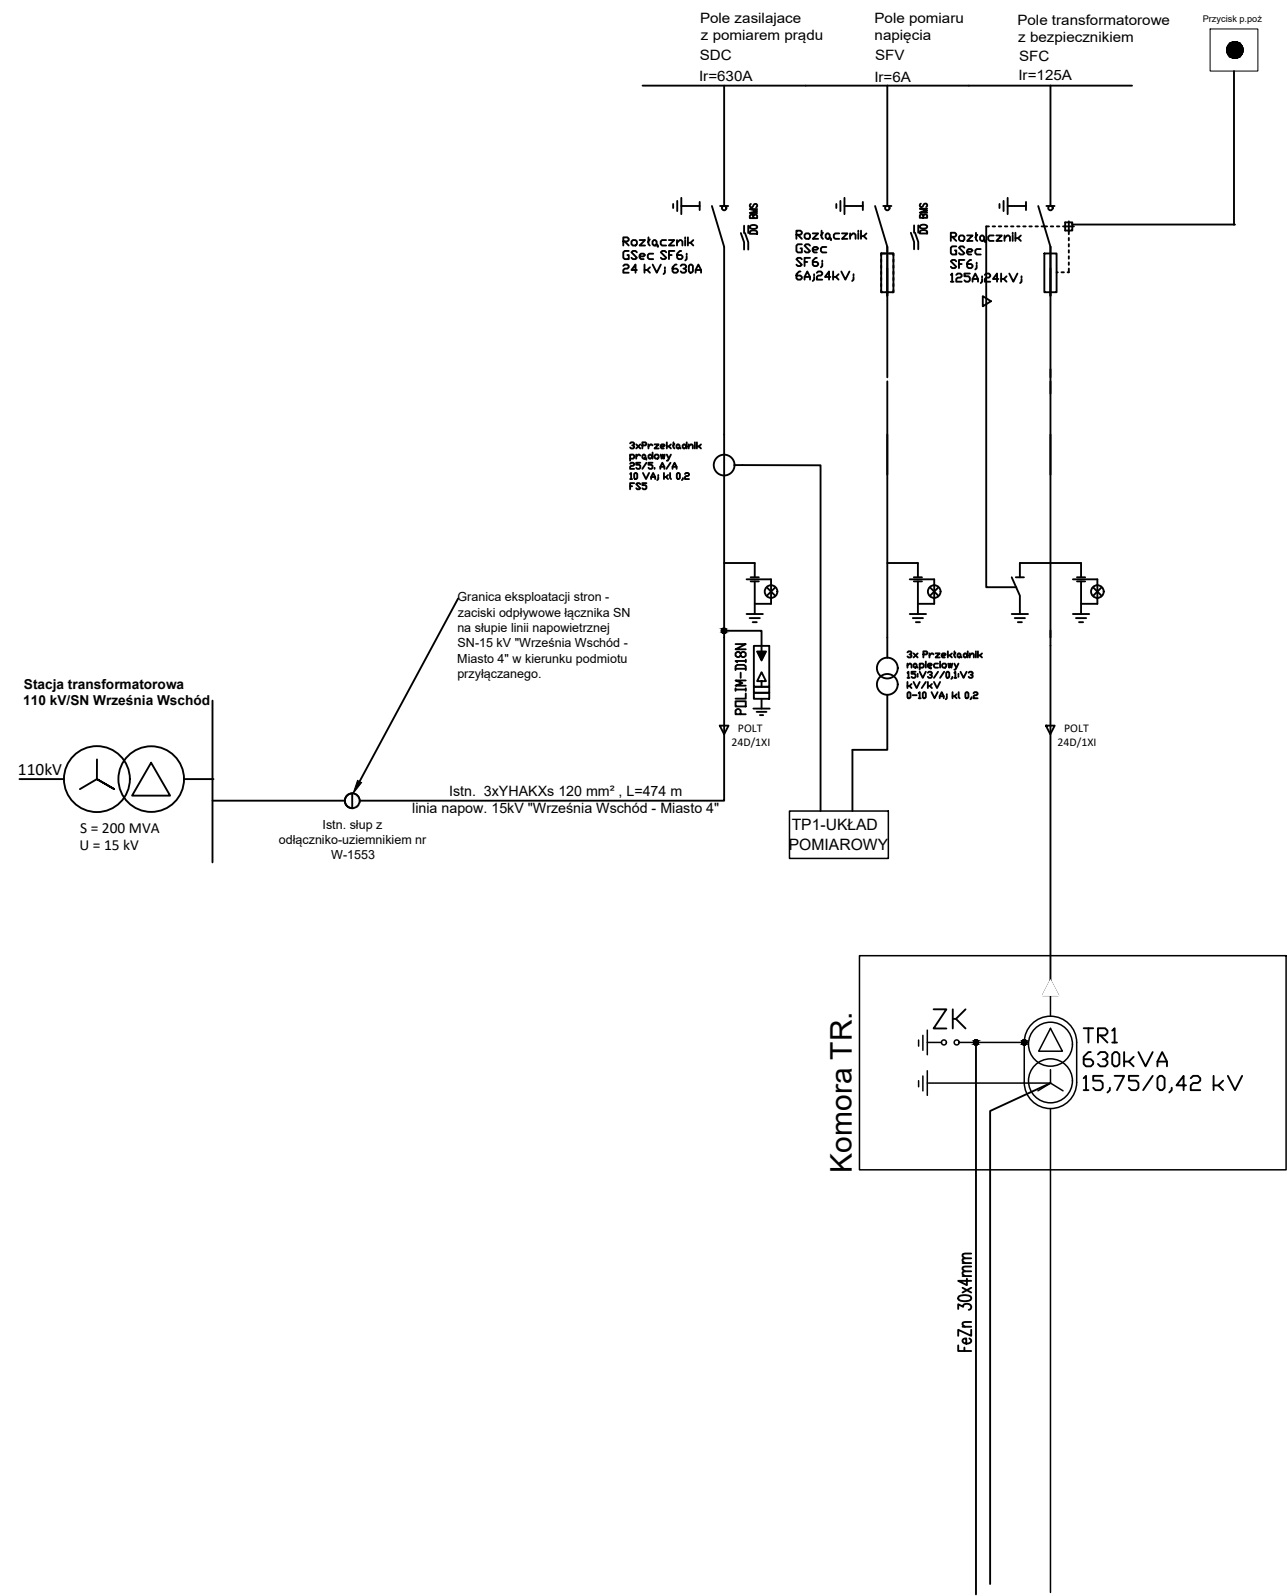 Pole zasilajace
z pomiarem prądu
SDC
Ir=630A
Pole pomiaru
napięcia
SFV
Ir=6A
Pole transformatorowe
z bezpiecznikiem
SFC
Ir=125A
Przycisk p.poż
Rozłącznik
GSec SF6;
24 kV; 630A
DO BMS
Rozłącznik
GSec
SF6;
6A;24kV;
DO BMS
Rozłącznik
GSec
SF6;
125A;24kV;
3xPrzekładnik
prądowy
25/5. A/A
10 VA; kl 0,2
FS5
Granica eksploatacji stron -
zaciski odpływowe łącznika SN
na słupie linii napowietrznej
SN-15 kV "Września Wschód -
Miasto 4" w kierunku podmiotu
przyłączanego.
POLIM-D18N
3x Przekładnik
napięciowy
15:V3//0,1:V3
kV/kV
0-10 VA; kl 0,2
Stacja transformatorowa
110 kV/SN Września Wschód
110kV
S = 200 MVA
U = 15 kV
POLT
24D/1XI
POLT
24D/1XI
Istn. 3xYHAKXs 120 mm² , L=474 m
linia napow. 15kV "Września Wschód - Miasto 4"
Istn. słup z
odłączniko-uziemnikiem nr
W-1553
TP1-UKŁAD
POMIAROWY
Komora TR.
ZK
TR1
630kVA
15,75/0,42 kV
FeZn 30x4mm